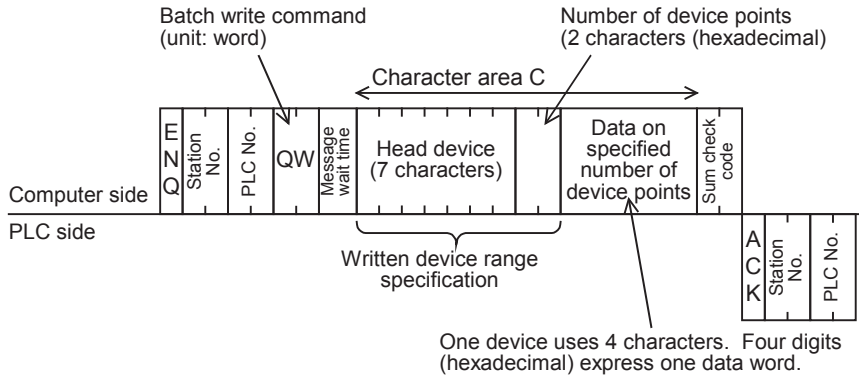 Batch write command
(unit: word)
Number of device points
(2 characters (hexadecimal)
Character area C
ENQ
Station
No.
PLC No.
QW
Message
wait time
Head device
(7 characters)
Data on
specified
number of
device points
Sum check
code
Computer side
PLC side
Written device range
specification
ACK
Station
No.
PLC No.
One device uses 4 characters. Four digits
(hexadecimal) express one data word.